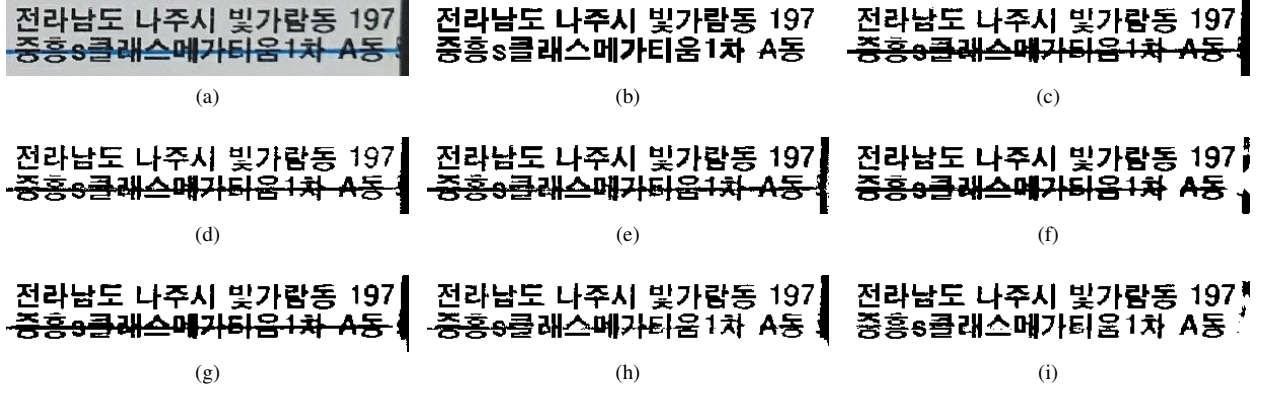 전라남도 나주시 빛가람동 197
중흥s클래스메가티움1차 A동
(a)
전라남도 나주시 빛가람동 197
중흥s클래스메가티움1차 A동
(b)
전라남도 나주시 빛가람동 197
중흥s클래스메가티움1차 A동
(c)
전라남도 나주시 빛가람동 197
중흥s클래스메가티움1차 A동
(d)
전라남도 나주시 빛가람동 197
중흥s클래스메가티움1차 A동
(e)
전라남도 나주시 빛가람동 197
중흥s클래스메가티움1차 A동
(f)
전라남도 나주시 빛가람동 197
중흥s클래스메가티움1차 A동
(g)
전라남도 나주시 빛가람동 197
중흥s클래스메가티움1차 A동
(h)
전라남도 나주시 빛가람동 197
중흥s클래스메가티움1차 A동
(i)